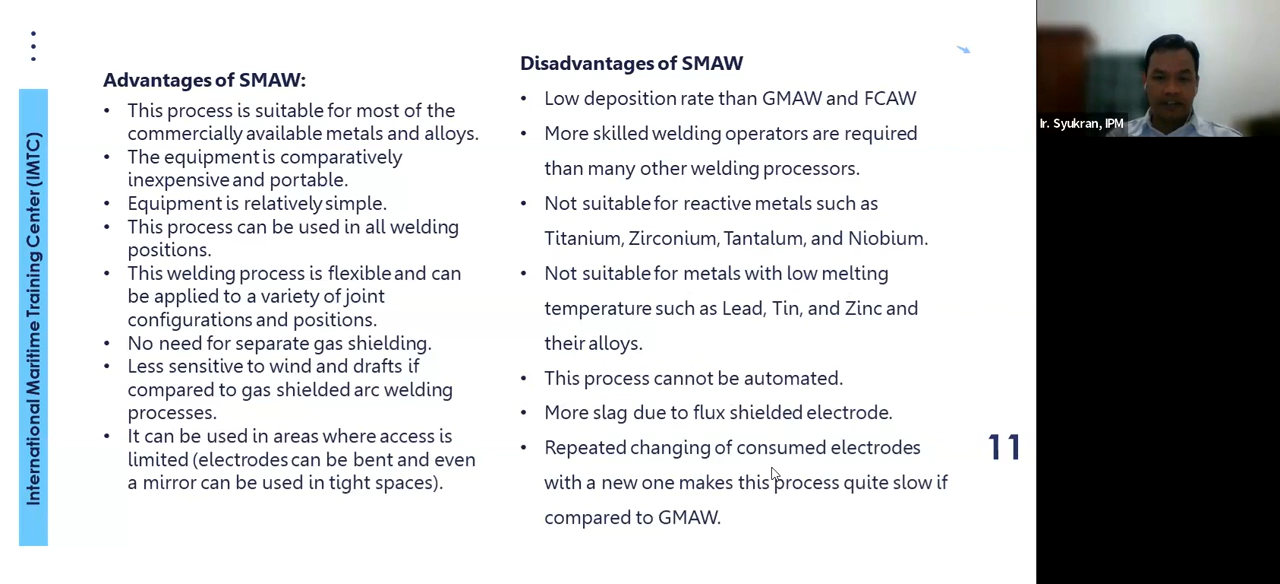 International Maritime Training Center (IMTC)
Advantages of SMAW:
• This process is suitable for most of the
commercially available metals and alloys.
• The equipment is comparatively
inexpensive and portable.
• Equipment is relatively simple.
• This process can be used in all welding
positions.
• This welding process is flexible and can
be applied to a variety of joint
configurations and positions.
• No need for separate gas shielding.
• Less sensitive to wind and drafts if
compared to gas shielded arc welding
processes.
• It can be used in areas where access is
limited (electrodes can be bent and even
a mirror can be used in tight spaces).
Disadvantages of SMAW
• Low deposition rate than GMAW and FCAW
• More skilled welding operators are required
than many other welding processors.
• Not suitable for reactive metals such as
Titanium, Zirconium, Tantalum, and Niobium.
• Not suitable for metals with low melting
temperature such as Lead, Tin, and Zinc and
their alloys.
• This process cannot be automated.
• More slag due to flux shielded electrode.
• Repeated changing of consumed electrodes
with a new one makes this process quite slow if
compared to GMAW.
11
Ir. Syukran, IPM